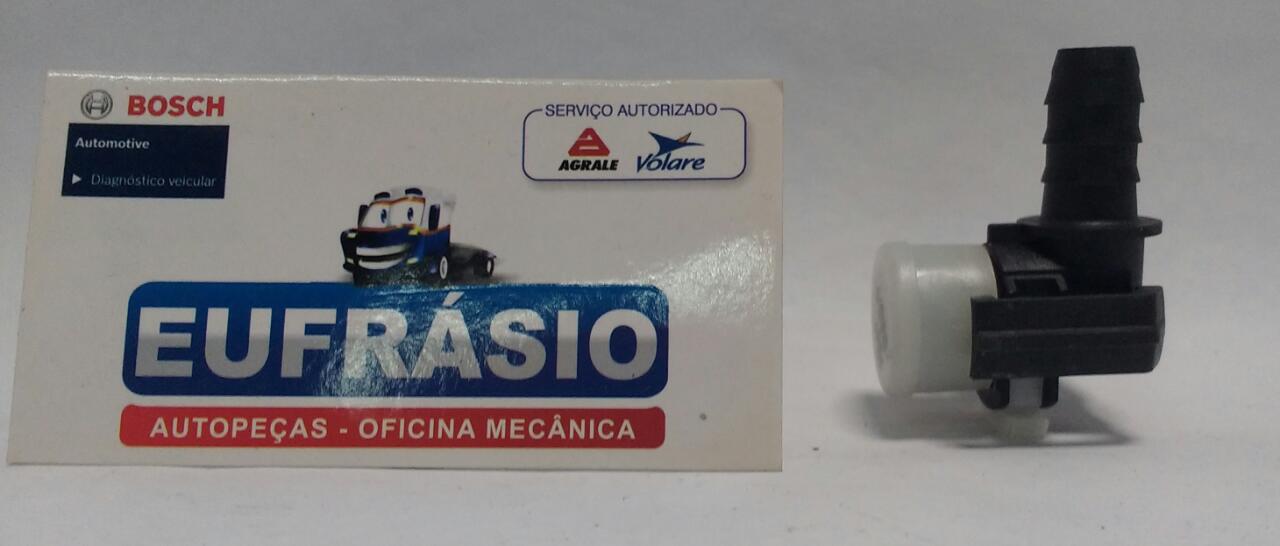 BOSCH
Automotive
Diagnóstico veicular
SERVIÇO AUTORIZADO
AGRALE
Volare
EUFRÁSIO
AUTOPEÇAS - OFICINA MECÂNICA